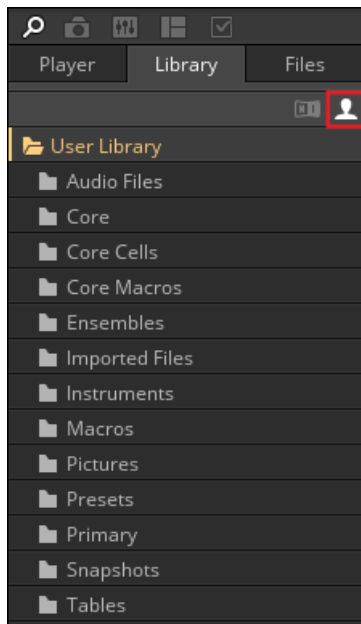 Player Library Files
User Library
Audio Files
Core
Core Cells
Core Macros
Ensembles
Imported Files
Instruments
Macros
Pictures
Presets
Primary
Snapshots
Tables